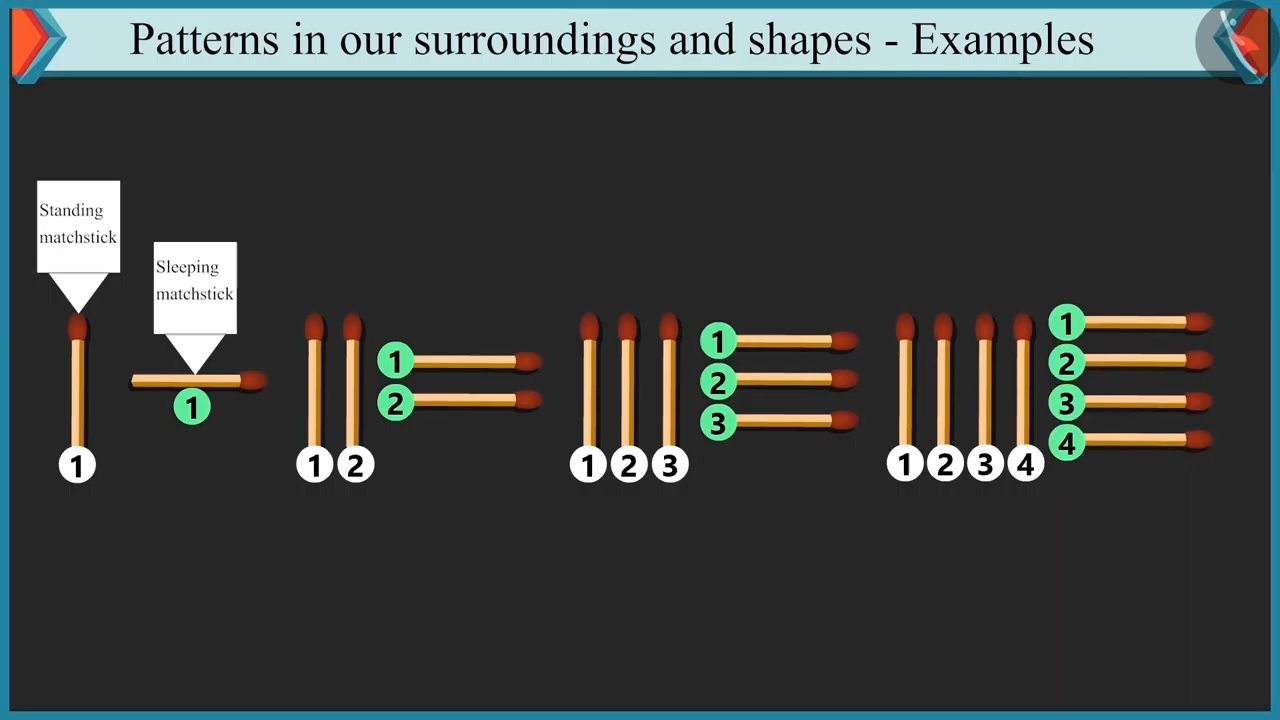 Patterns in our surroundings and shapes - Examples
Standing
matchstick
Sleeping
matchstick
1
1
1 2
1
2
1 2 3
1
2
3
1 2 3 4
1
2
3
4